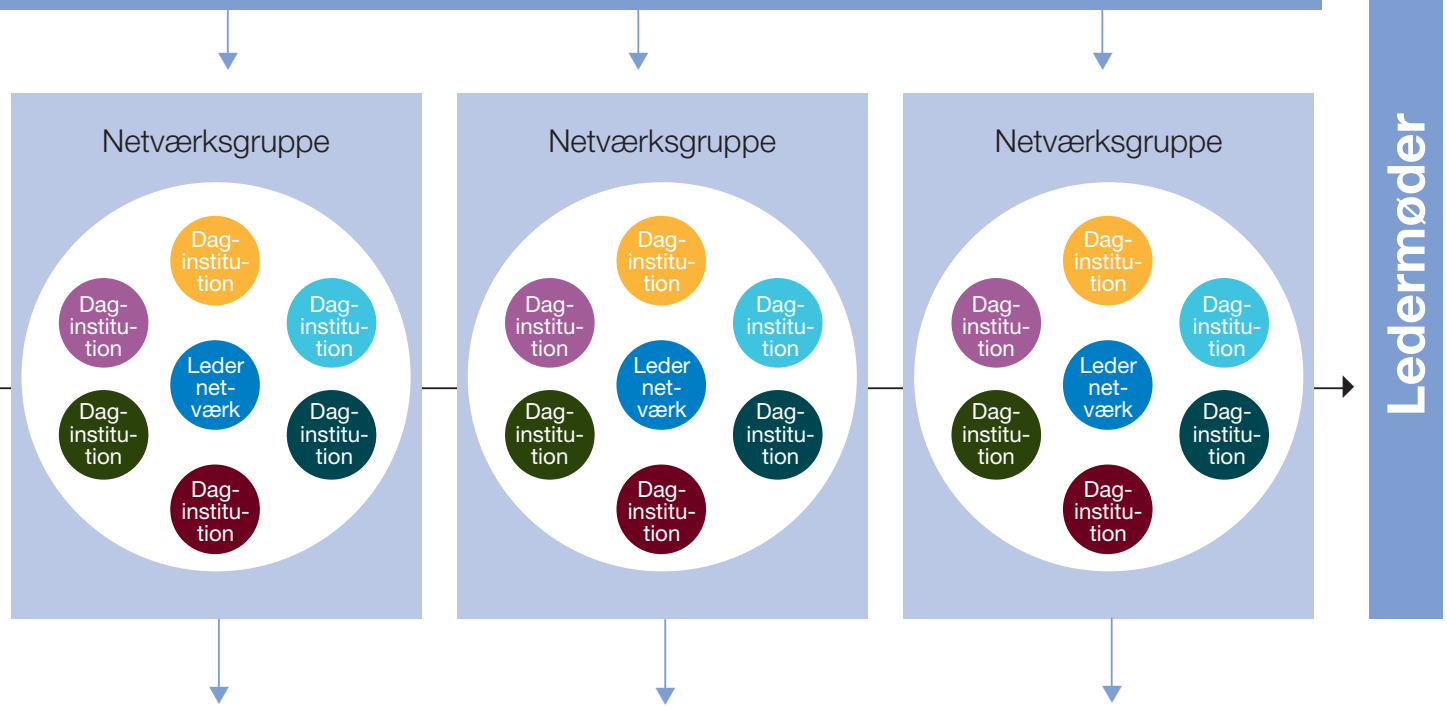 Netværksgruppe
Dag-
institu-
tion
Dag-
institu-
tion
Dag-
institu-
tion
Leder
net-
værk
Dag-
institu-
tion
Dag-
institu-
tion
Dag-
institu-
tion
Netværksgruppe
Dag-
institu-
tion
Dag-
institu-
tion
Dag-
institu-
tion
Leder
net-
værk
Dag-
institu-
tion
Dag-
institu-
tion
Dag-
institu-
tion
Netværksgruppe
Dag-
institu-
tion
Dag-
institu-
tion
Dag-
institu-
tion
Leder
net-
værk
Dag-
institu-
tion
Dag-
institu-
tion
Dag-
institu-
tion
Ledermøder